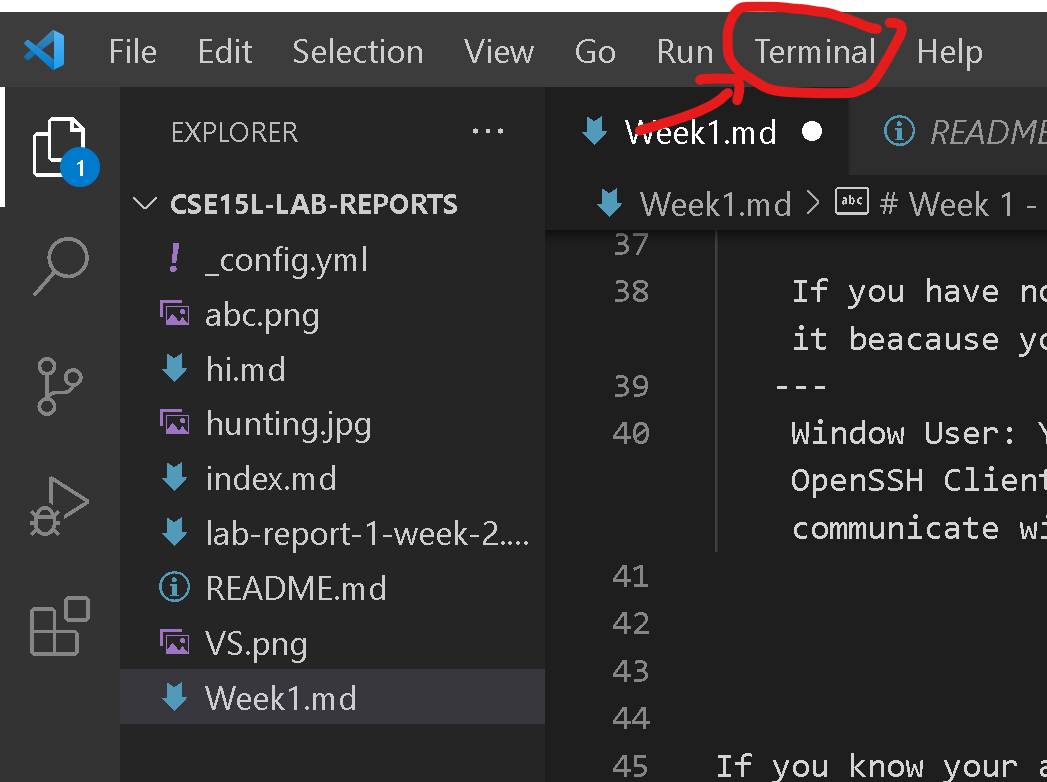 File Edit Selection View Go Run Terminal Help
EXPLORER ...
Week1.md
README
1
CSE15L-LAB-REPORTS
Week1.md > abc # Week 1 -
_config.yml
abc.png
hi.md
hunting.jpg
index.md
lab-report-1-week-2....
README.md
VS.png
Week1.md
37
38 If you have
it beacause
39 ---
40 Window User:
OpenSSH Client
communicate
41
42
43
44
45 If you know your